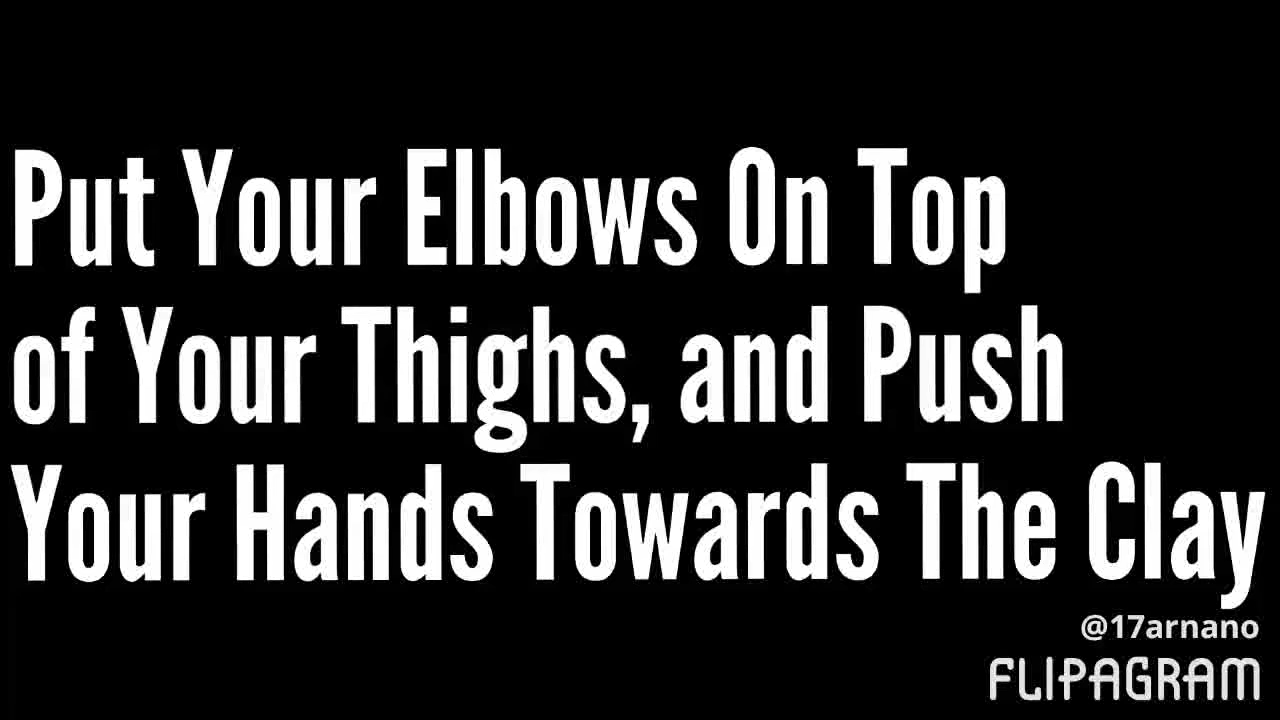 Put Your Elbows On Top
of Your Thighs, and Push
Your Hands Towards The Clay
@17arnano
FLIPAGRAM